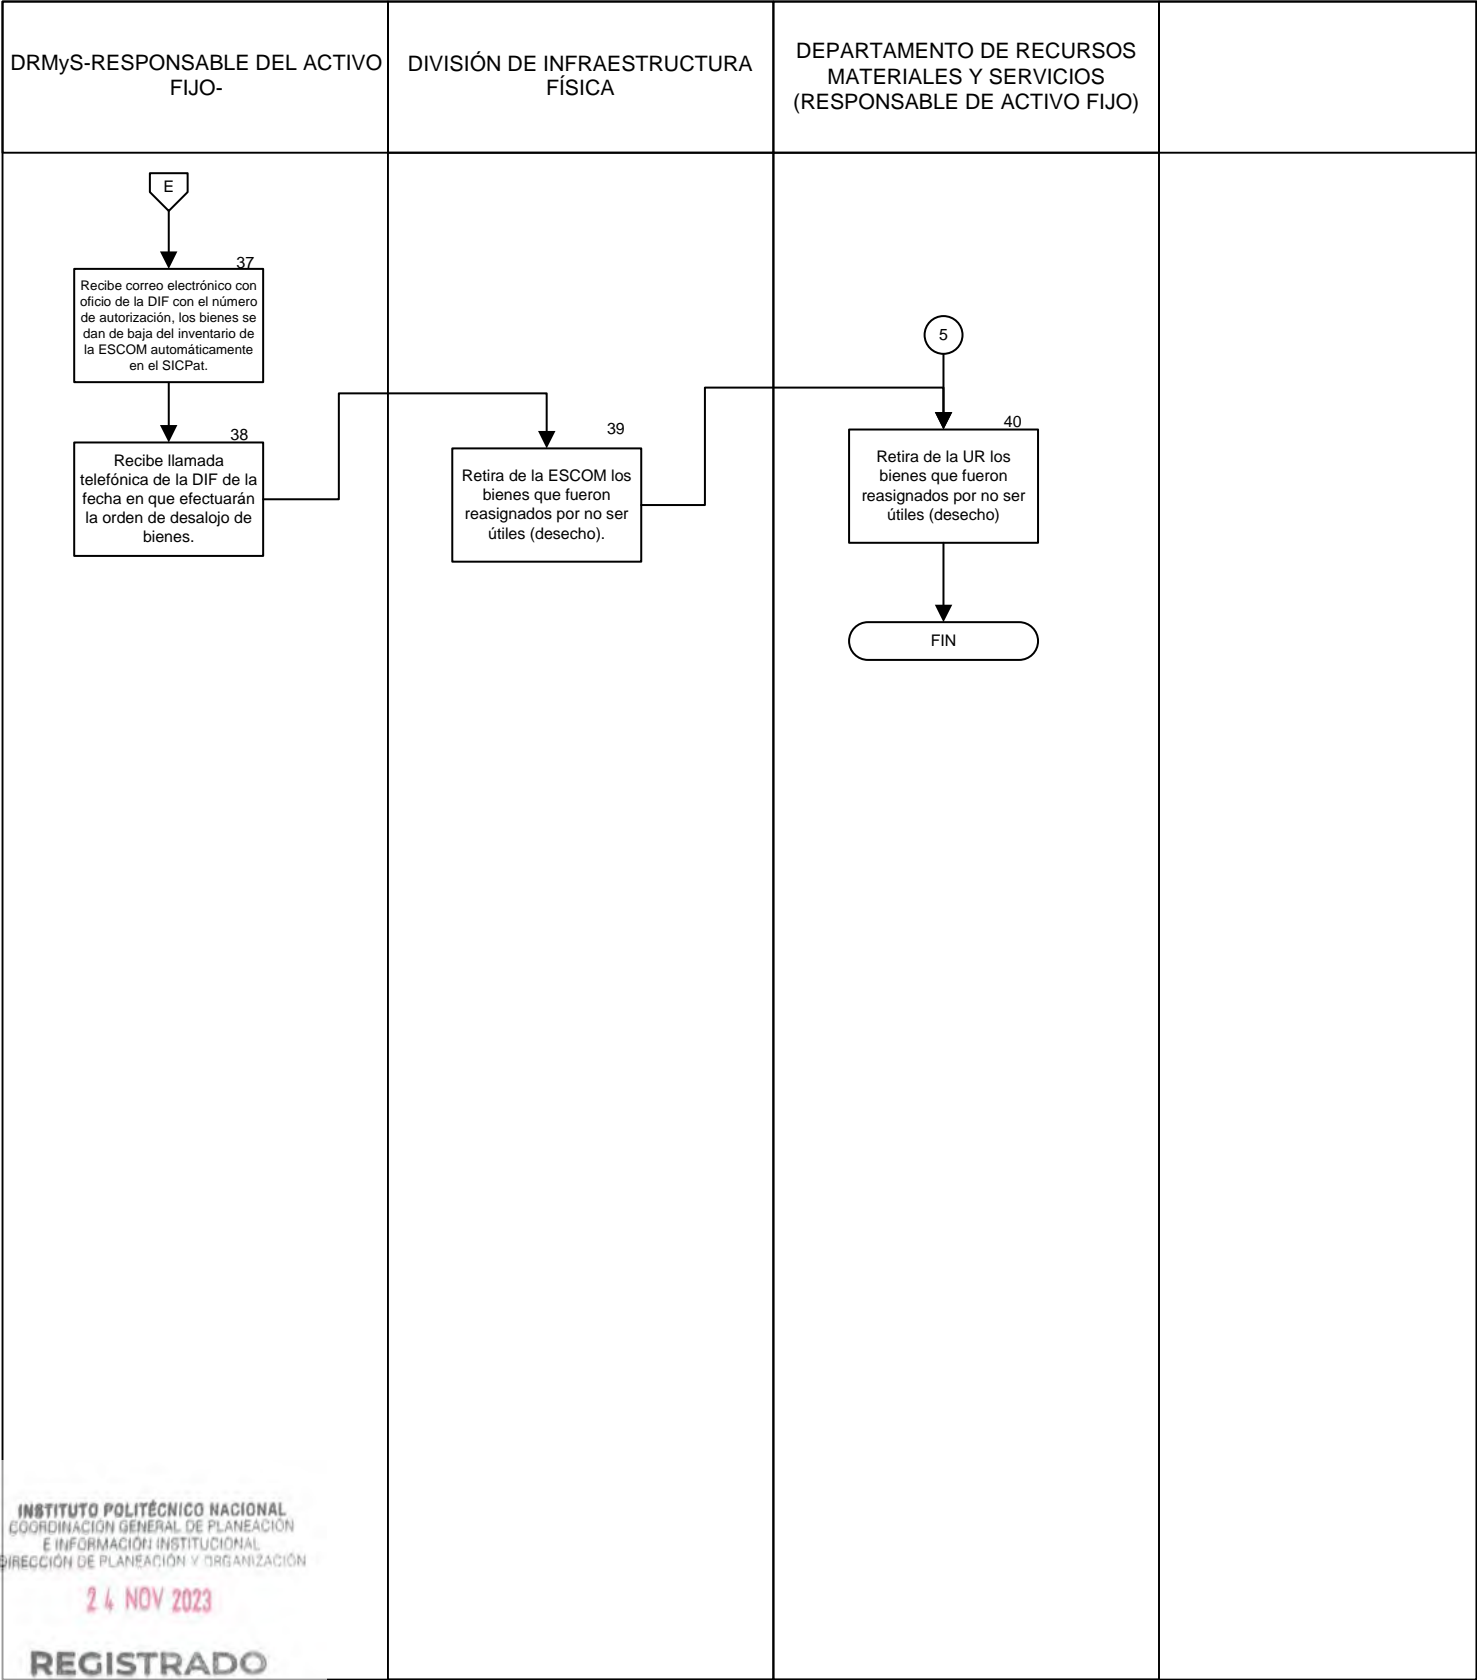 DRMyS-RESPONSABLE DEL ACTIVO
FIJO-
DIVISIÓN DE INFRAESTRUCTURA
FÍSICA
DEPARTAMENTO DE RECURSOS
MATERIALES Y SERVICIOS
(RESPONSABLE DE ACTIVO FIJO)
E
37
Recibe correo electrónico con
oficio de la DIF con el número
de autorización, los bienes se
dan de baja del inventario de
la ESCOM automáticamente
en el SICPat.
38
Recibe llamada
telefónica de la DIF de la
fecha en que efectuarán
la orden de desalojo de
bienes.
39
Retira de la ESCOM los
bienes que fueron
reasignados por no ser
útiles (desecho).
5
40
Retira de la UR los
bienes que fueron
reasignados por no ser
útiles (desecho)
FIN
INSTITUTO POLITÉCNICO NACIONAL
COORDINACIÓN GENERAL DE PLANEACIÓN
E INFORMACIÓN INSTITUCIONAL
DIRECCIÓN DE PLANEACIÓN Y ORGANIZACIÓN
24 NOV 2023
REGISTRADO